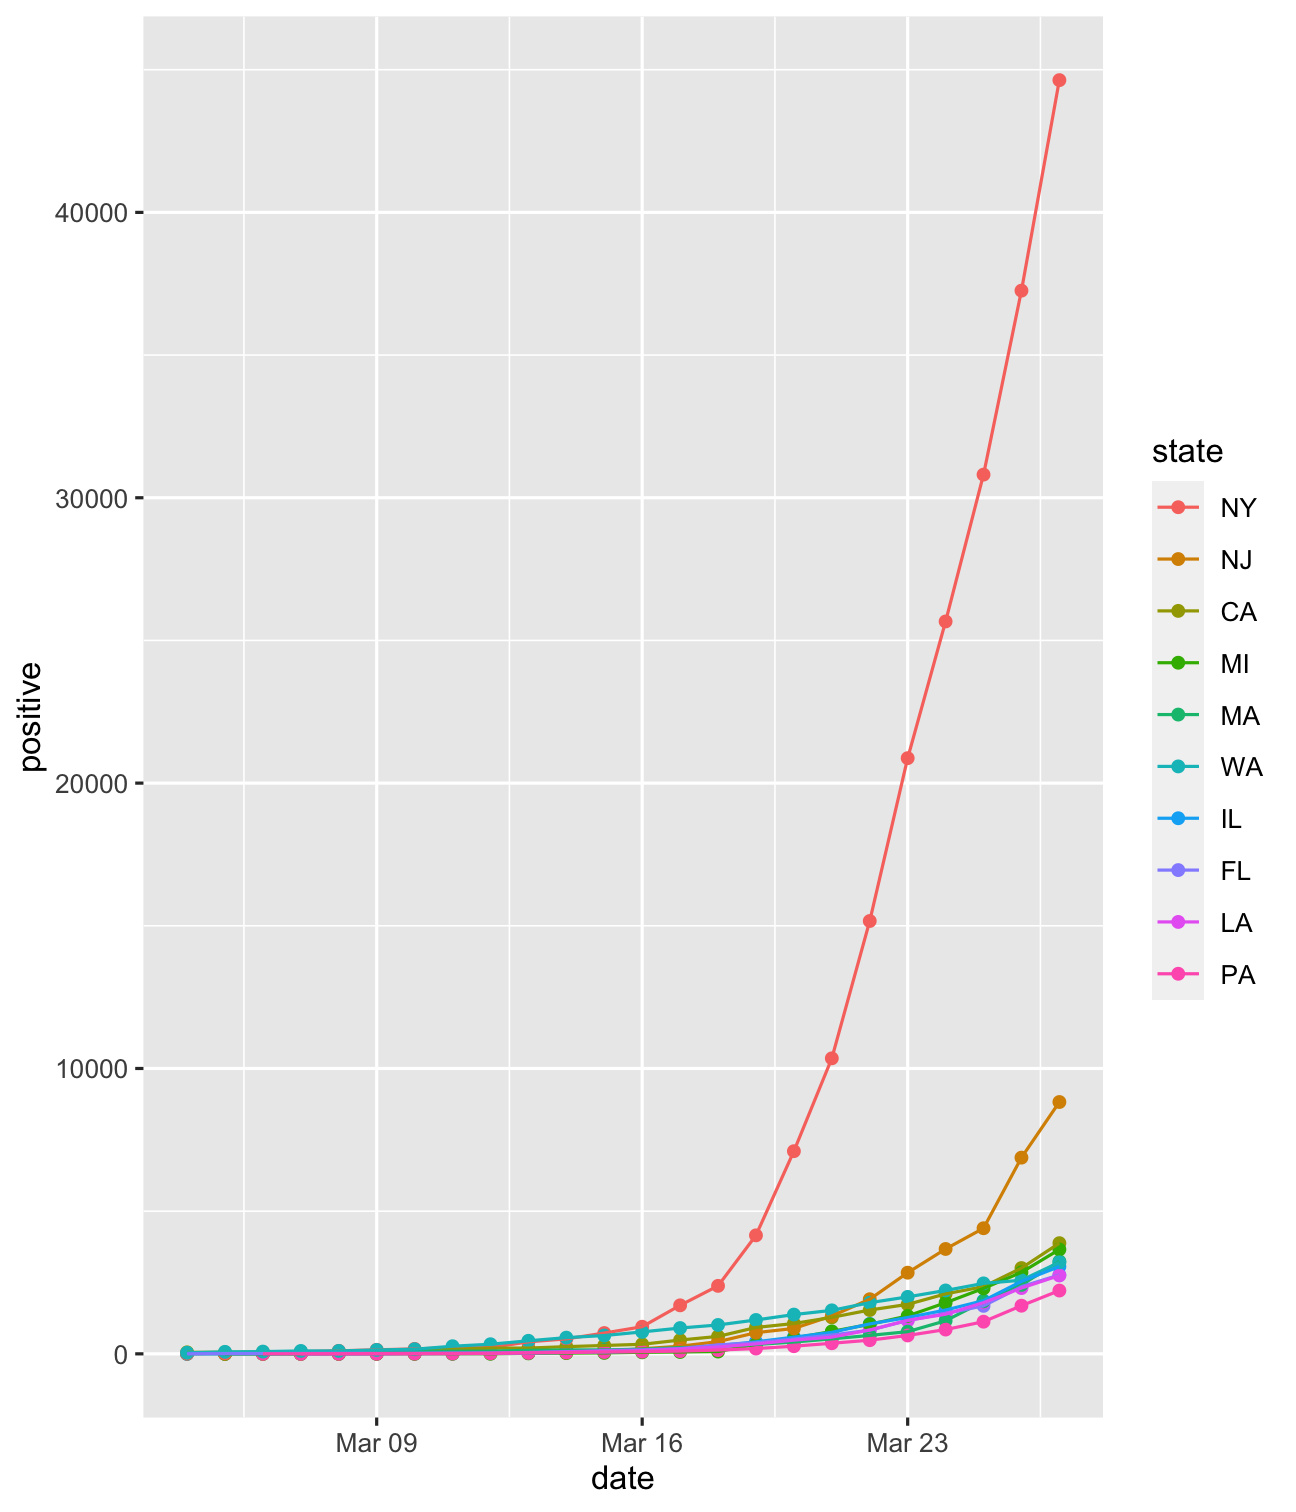 positive
40000
30000
20000
10000
0
Mar 09
Mar 16
Mar 23
date
state
NY
NJ
CA
MI
MA
WA
IL
FL
LA
PA